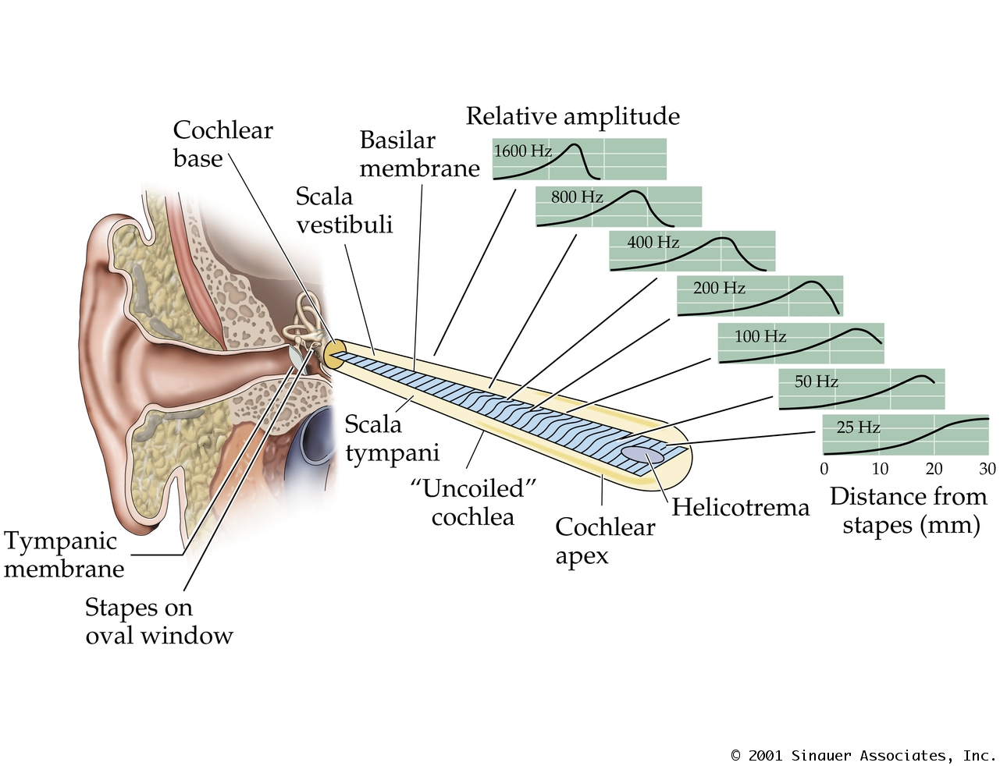 Relative amplitude
Cochlear
base
Basilar
membrane
Scala
vestibuli
1600 Hz
800 Hz
400 Hz
200 Hz
100 Hz
50 Hz
25 Hz
0 10 20 30
Distance from
stapes (mm)
Scala
tympani
“Uncoiled”
cochlea
Helicotrema
Cochlear
apex
Tympanic
membrane
Stapes on
oval window
© 2001 Sinauer Associates, Inc.